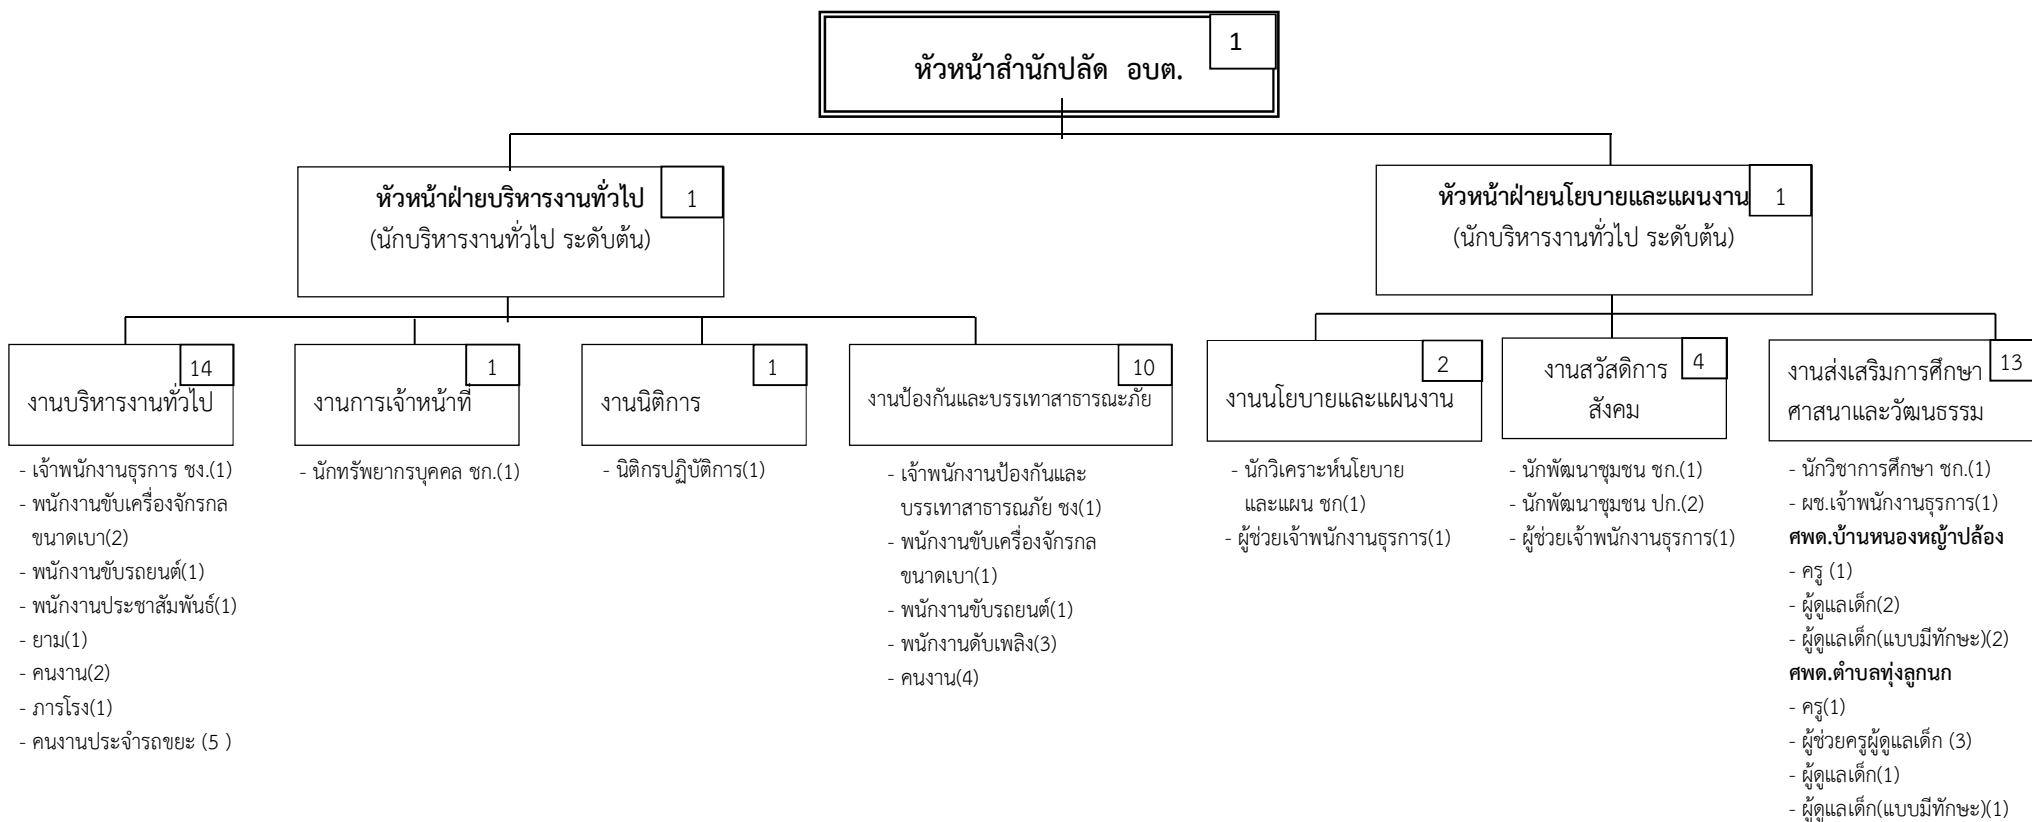 หัวหน้าสำนักปลัด อบต.
1
หัวหน้าฝ่ายบริหารงานทั่วไป
1
(นักบริหารงานทั่วไป ระดับต้น)
หัวหน้าฝ่ายนโยบายและแผนงาน
1
(นักบริหารงานทั่วไป ระดับต้น)
14
งานบริหารงานทั่วไป
- เจ้าพนักงานธุรการ ชง.(1)
- พนักงานขับเครื่องจักรกล
ขนาดเบา(2)
- พนักงานขับรถยนต์(1)
- พนักงานประชาสัมพันธ์(1)
- ยาม(1)
- คนงาน(2)
- ภารโรง(1)
- คนงานประจำรถขยะ (5 )
1
งานการเจ้าหน้าที่
- นักทรัพยากรบุคคล ชก.(1)
1
งานนิติการ
- นิติกรปฏิบัติการ(1)
10
งานป้องกันและบรรเทาสาธารณะภัย
- เจ้าพนักงานป้องกันและ
บรรเทาสาธารณภัย ชง(1)
- พนักงานขับเครื่องจักรกล
ขนาดเบา(1)
- พนักงานขับรถยนต์(1)
- พนักงานดับเพลิง(3)
- คนงาน(4)
2
งานนโยบายและแผนงาน
- นักวิเคราะห์นโยบาย
และแผน ชก(1)
- ผู้ช่วยเจ้าพนักงานธุรการ(1)
งานสวัสดิการ
4
สังคม
- นักพัฒนาชุมชน ชก.(1)
- นักพัฒนาชุมชน ปก.(2)
- ผู้ช่วยเจ้าพนักงานธุรการ(1)
งานส่งเสริมการศึกษา
13
ศาสนาและวัฒนธรรม
- นักวิชาการศึกษา ชก.(1)
- ผช.เจ้าพนักงานธุรการ(1)
ศพด.บ้านหนองหญ้าปล้อง
- ครู (1)
- ผู้ดูแลเด็ก(2)
- ผู้ดูแลเด็ก(แบบมีทักษะ)(2)
ศพด.ตำบลทุ่งลูกนก
- ครู(1)
- ผู้ช่วยครูผู้ดูแลเด็ก (3)
- ผู้ดูแลเด็ก(1)
- ผู้ดูแลเด็ก(แบบมีทักษะ)(1)